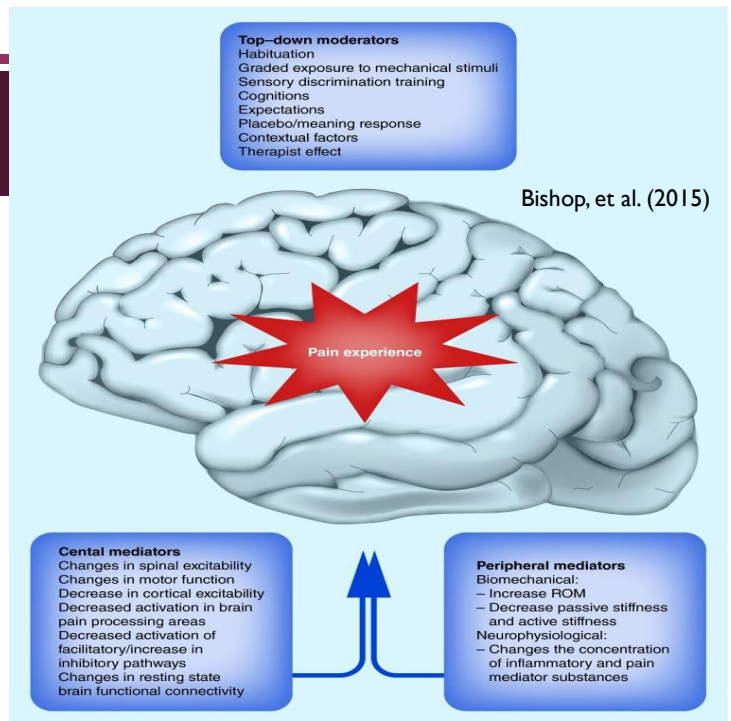 Top–down moderators
Habituation
Graded exposure to mechanical stimuli
Sensory discrimination training
Cognitions
Expectations
Placebo/meaning response
Contextual factors
Therapist effect
Bishop, et al. (2015)
Pain experience
Cental mediators
Changes in spinal excitability
Changes in motor function
Decrease in cortical excitability
Decreased activation in brain
pain processing areas
Decreased activation of
facilitatory/increase in
inhibitory pathways
Changes in resting state
brain functional connectivity
Peripheral mediators
Biomechanical:
– Increase ROM
– Decrease passive stiffness
and active stiffness
Neurophysiological:
– Changes the concentration
of inflammatory and pain
mediator substances